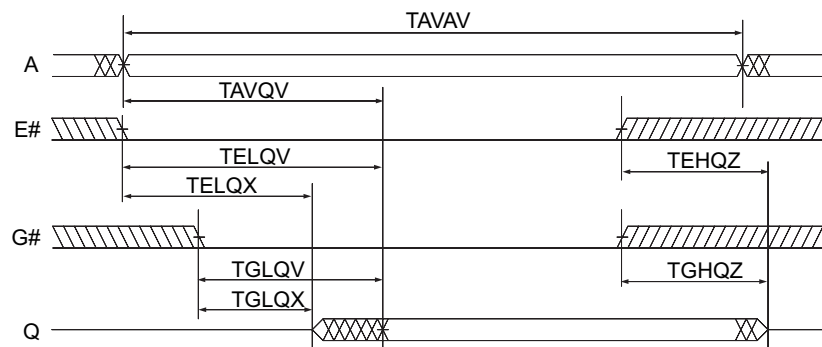 TAVAV
A
TAVQV
E#
TELQV
TEHQZ
TELQX
G#
TGLQV
TGHQZ
TGLQX
Q